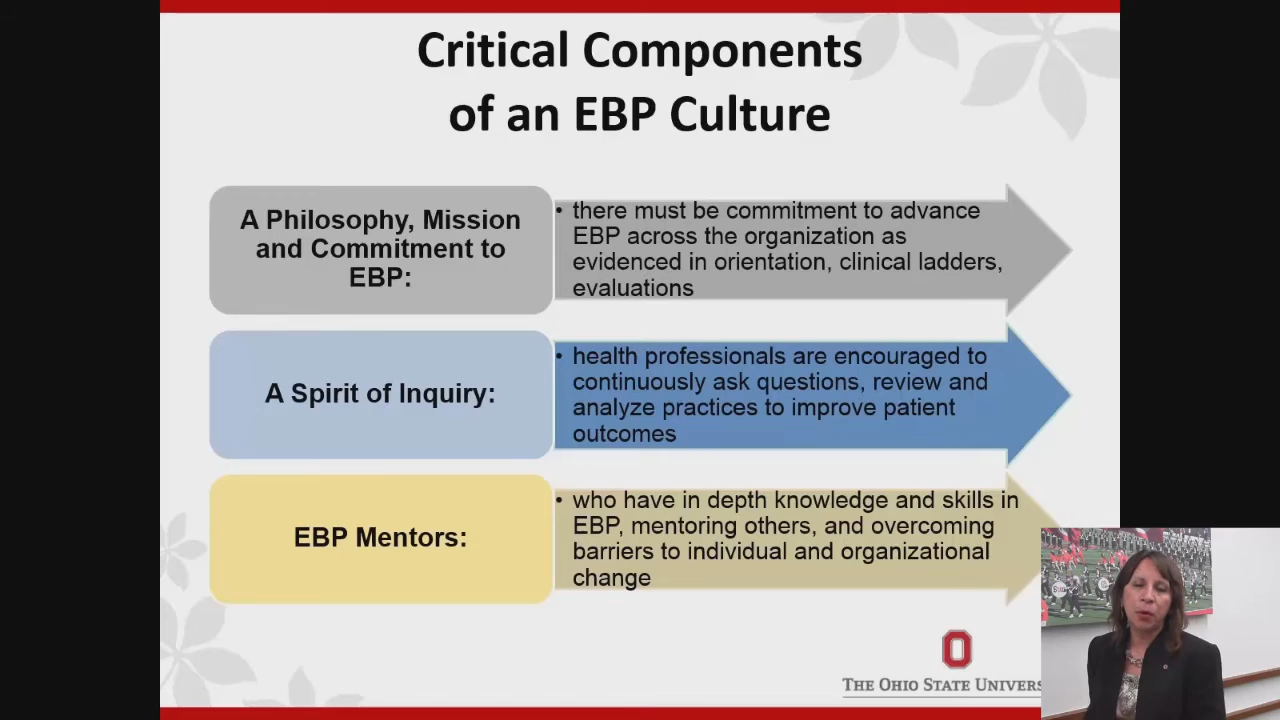 Critical Components
of an EBP Culture
A Philosophy, Mission
and Commitment to
EBP:
• there must be commitment to advance
EBP across the organization as
evidenced in orientation, clinical ladders,
evaluations
A Spirit of Inquiry:
• health professionals are encouraged to
continuously ask questions, review and
analyze practices to improve patient
outcomes
EBP Mentors:
• who have in depth knowledge and skills in
EBP, mentoring others, and overcoming
barriers to individual and organizational
change
THE OHIO STATE UNIVERS